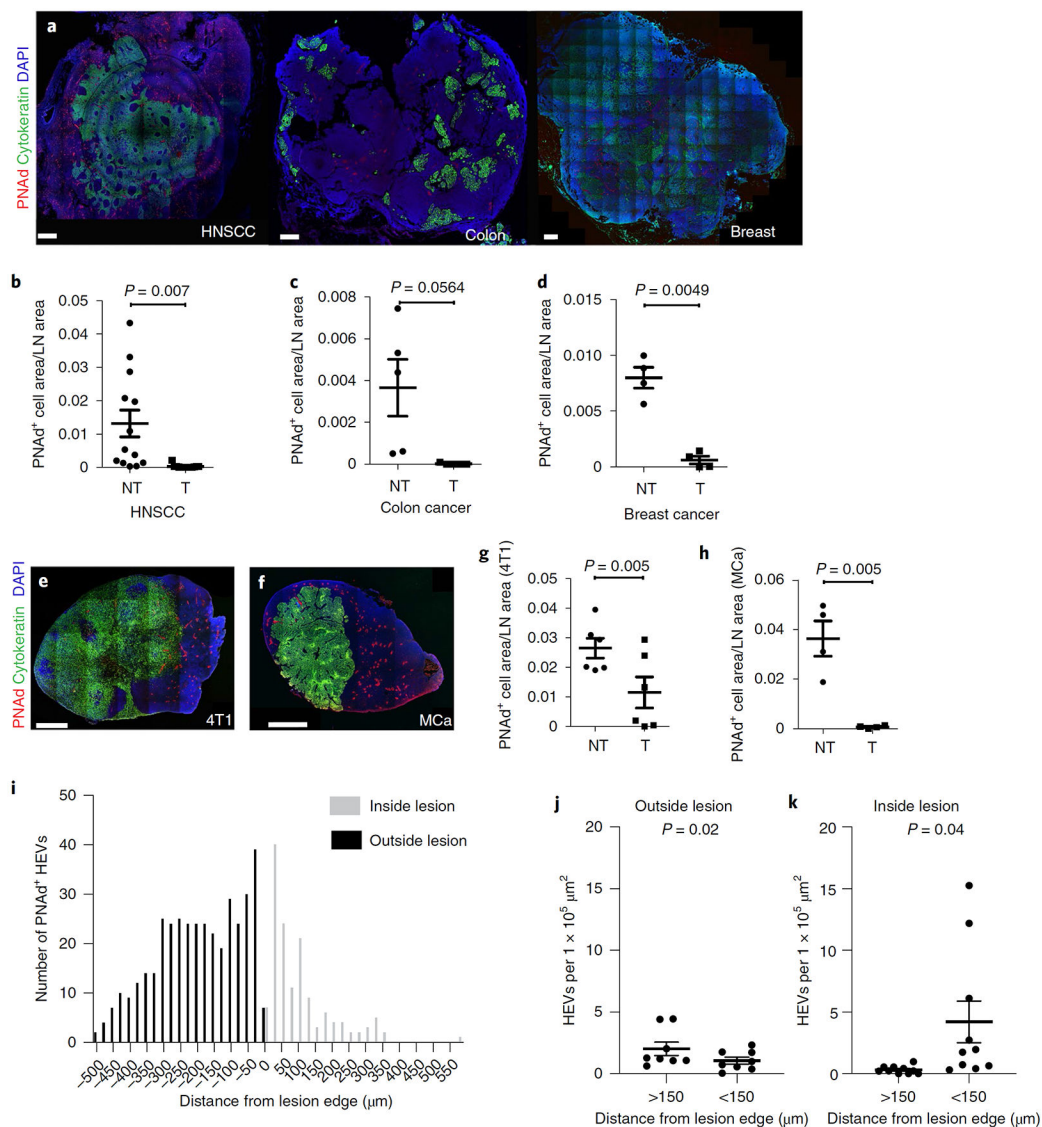 a
PNAd Cytokeratin DAPI
HNSCC
Colon
Breast
b
P = 0.007
PNAd⁺ cell area/LN area
0.05
0.04
0.03
0.02
0.01
0
NT
T
HNSCC
c
P = 0.0564
PNAd⁺ cell area/LN area
0.008
0.006
0.004
0.002
0
NT
T
Colon cancer
d
P = 0.0049
PNAd⁺ cell area/LN area
0.015
0.010
0.005
0
NT
T
Breast cancer
PNAd Cytokeratin DAPI
e
4T1
f
MCa
g
P = 0.005
PNAd⁺ cell area/LN area (4T1)
0.05
0.04
0.03
0.02
0.01
0
NT
T
h
P = 0.005
PNAd⁺ cell area/LN area (MCa)
0.06
0.04
0.02
0
NT
T
i
Number of PNAd⁺ HEVs
50
40
30
20
10
0
Inside lesion
Outside lesion
–500
–450
–400
–350
–300
–250
–200
–150
–100
–50
0
50
100
150
200
250
300
350
400
450
500
550
Distance from lesion edge (μm)
j
Outside lesion
P = 0.02
HEVs per 1 × 10⁵ μm²
20
15
10
5
0
>150
<150
Distance from lesion edge (μm)
k
Inside lesion
P = 0.04
HEVs per 1 × 10⁵ μm²
20
15
10
5
0
>150
<150
Distance from lesion edge (μm)